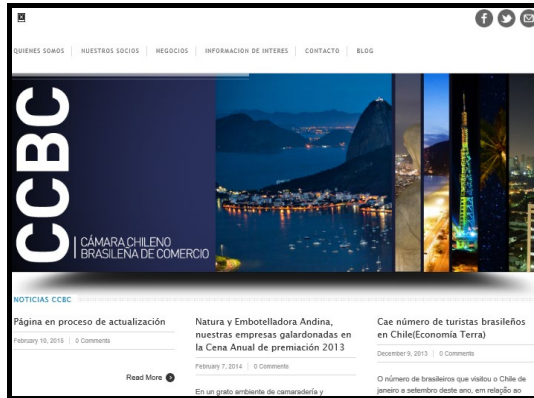 QUIENES SOMOS | NUESTROS SOCIOS | NEGOCIOS | INFORMACION DE INTERES | CONTACTO | BLOG
CCBC
CÁMARA CHILENO
BRASILEÑA DE COMERCIO
NOTICIAS CCBC
Página en proceso de actualización
February 10, 2015 | 0 Comments
Read More
Natura y Embotelladora Andina,
nuestras empresas galardonadas en
la Cena Anual de premiación 2013
February 7, 2014 | 0 Comments
En un grato ambiente de camaradería y
Cae número de turistas brasileños
en Chile(Economía Terra)
December 9, 2013 | 0 Comments
O número de brasileiros que visitou o Chile de
janeiro a setembro deste ano, em relação ao